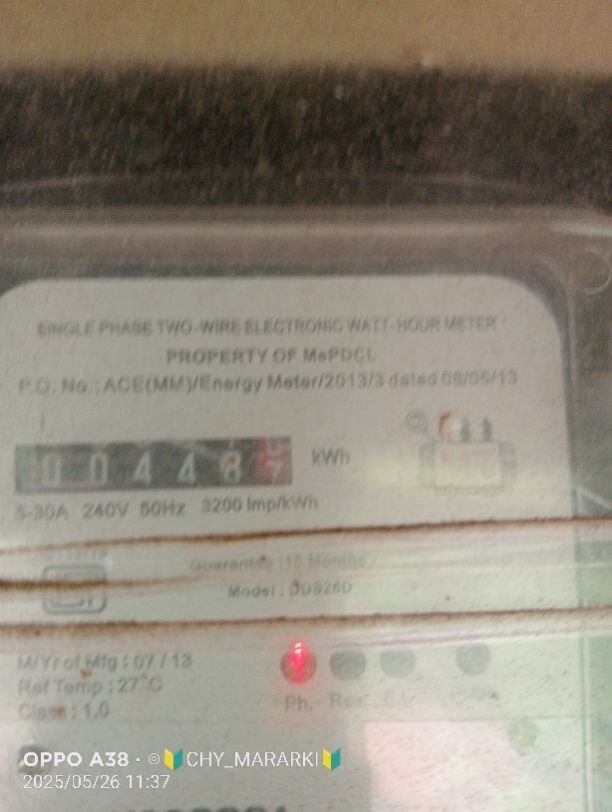 SINGLE PHASE TWO-WIRE ELECTRONIC WATT-HOUR METER
PROPERTY OF MePDCL
P.O. No.: ACE(MM)/Energy Meter/2013/3 dated 08/05/13
004487 kWh
5-30A 240V 50Hz 3200 Imp/kWh
Guarantee :18 Months
Model :
M/Yr of Mfg : 07 / 13
Ref Temp : 27°C
Class : 1.0
Ph. Rev.
OPPO A38 · © 🔰CHY_MARARKI🔰
2025/05/26 11:37